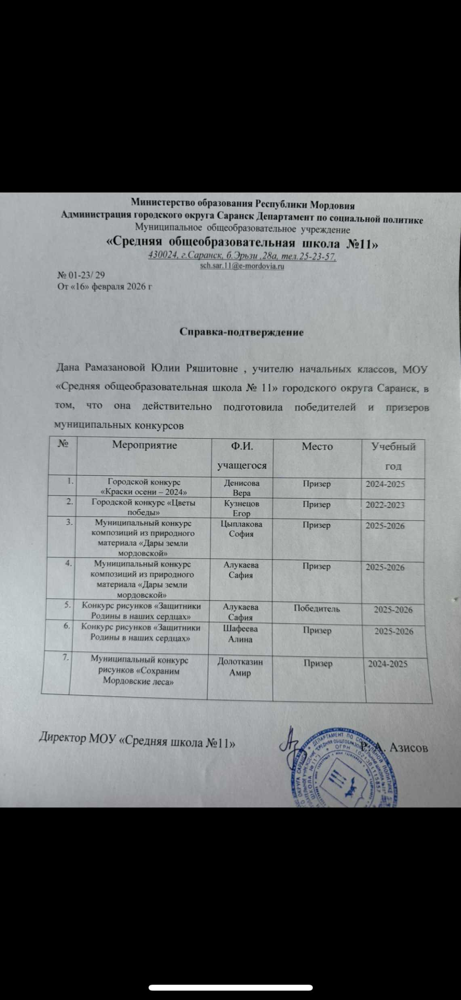 Министерство образования Республики Мордовия
Администрация городского округа Саранск Департамент по социальной политике
Муниципальное общеобразовательное учреждение
«Средняя общеобразовательная школа №11»
430024, г.Саранск, б.Эрьзи ,28а, тел.25-23-57,
sch.sar.11@e-mordovia.ru
№ 01-23/ 29
От «16» февраля 2026 г
Справка-подтверждение
Дана Рамазановой Юлии Ряшитовне , учителю начальных классов, МОУ
«Средняя общеобразовательная школа № 11» городского округа Саранск, в
том, что она действительно подготовила победителей и призеров
муниципальных конкурсов
№ Мероприятие Ф.И. Место Учебный
учащегося год
1. Городской конкурс Денисова Призер 2024-2025
«Краски осени – 2024» Вера
2. Городской конкурс «Цветы Кузнецов Призер 2022-2023
победы» Егор
3. Муниципальный конкурс Цыплакова Призер 2025-2026
композиций из природного София
материала «Дары земли
мордовской»
4. Муниципальный конкурс Алукаева Призер 2025-2026
композиций из природного Сафия
материала «Дары земли
мордовской»
5. Конкурс рисунков «Защитники Алукаева Победитель 2025-2026
Родины в наших сердцах» Сафия
6. Конкурс рисунков «Защитники Шафеева Призер 2025-2026
Родины в наших сердцах» Алина
7. Муниципальный конкурс Долотказин Призер 2024-2025
рисунков «Сохраним Амир
Мордовские леса»
Директор МОУ «Средняя школа №11» Р. А. Азисов
ДЕПАРТАМЕНТ ПО СОЦИАЛЬНОЙ ПОЛИТИКЕ
ОКРУГА САРАНСК
ШКОЛА №11
ОГРН 1021301115857